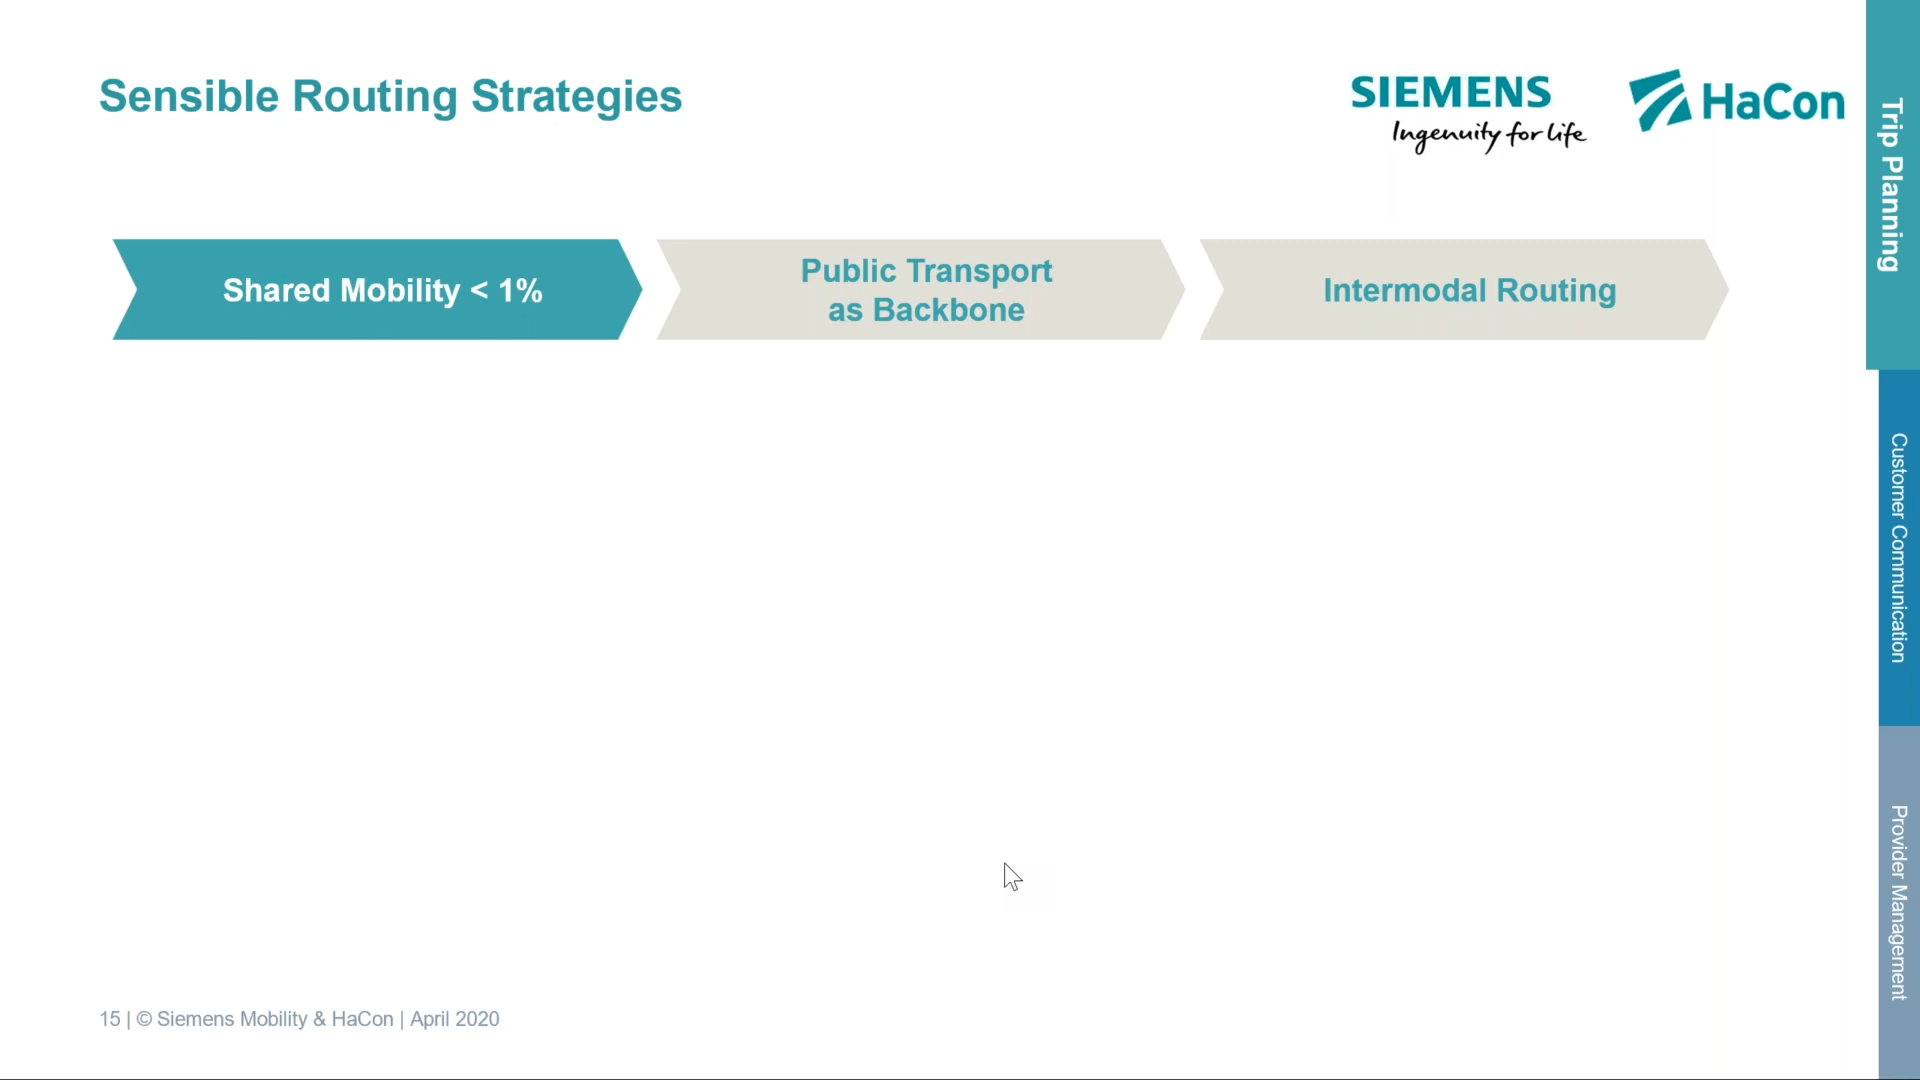 Sensible Routing Strategies
SIEMENS
Ingenuity for life
HaCon
Shared Mobility < 1%
Public Transport
as Backbone
Intermodal Routing
Trip Planning
Customer Communication
Provider Management
15 | © Siemens Mobility & HaCon | April 2020